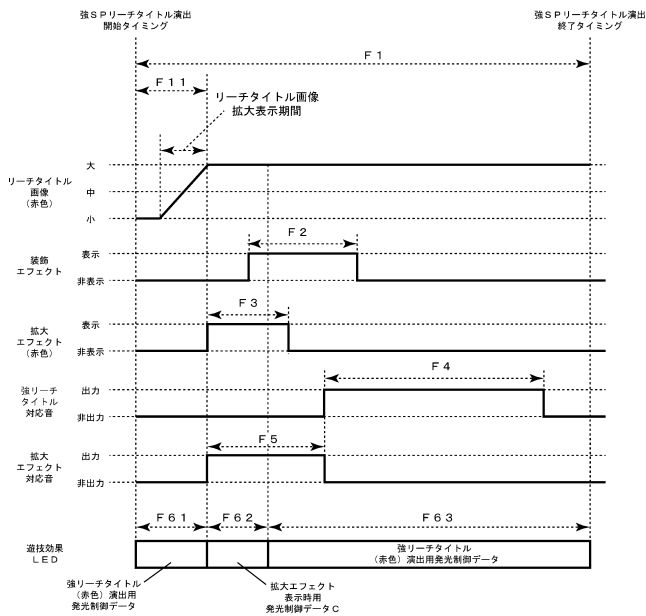 強ＳＰリーチタイトル演出
開始タイミング
強ＳＰリーチタイトル演出
終了タイミング
Ｆ１
Ｆ１１
リーチタイトル画像
拡大表示期間
リーチタイトル
画像
（赤色）
大
中
小
Ｆ２
装飾
エフェクト
表示
非表示
Ｆ３
拡大
エフェクト
（赤色）
表示
非表示
Ｆ４
強リーチ
タイトル
対応音
出力
非出力
Ｆ５
拡大
エフェクト
対応音
出力
非出力
Ｆ６１
Ｆ６２
Ｆ６３
遊技効果
ＬＥＤ
強リーチタイトル
（赤色）演出用発光制御データ
強リーチタイトル
（赤色）演出用
発光制御データ
拡大エフェクト
表示時用
発光制御データＣ